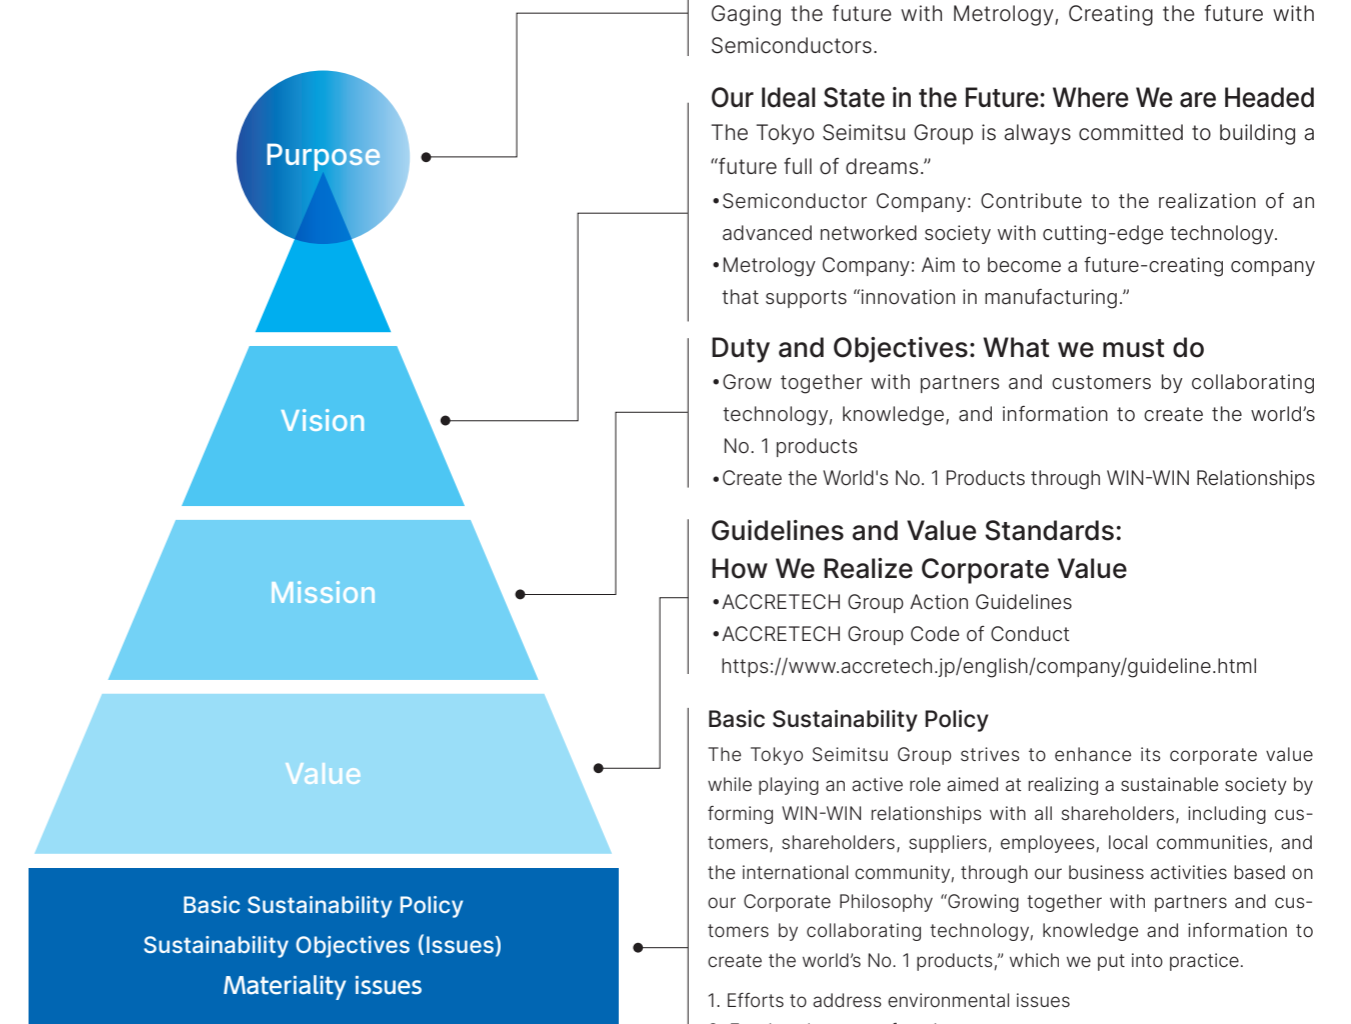 Gaging the future with Metrology, Creating the future with
Semiconductors.
Purpose
Our Ideal State in the Future: Where We are Headed
The Tokyo Seimitsu Group is always committed to building a
“future full of dreams.”
•Semiconductor Company: Contribute to the realization of an
advanced networked society with cutting-edge technology.
•Metrology Company: Aim to become a future-creating company
that supports “innovation in manufacturing.”
Vision
Duty and Objectives: What we must do
•Grow together with partners and customers by collaborating
technology, knowledge, and information to create the world’s
No. 1 products
•Create the World's No. 1 Products through WIN-WIN Relationships
Mission
Guidelines and Value Standards:
How We Realize Corporate Value
•ACCRETECH Group Action Guidelines
•ACCRETECH Group Code of Conduct
https://www.accretech.jp/english/company/guideline.html
Value
Basic Sustainability Policy
The Tokyo Seimitsu Group strives to enhance its corporate value
while playing an active role aimed at realizing a sustainable society by
forming WIN-WIN relationships with all shareholders, including cus-
tomers, shareholders, suppliers, employees, local communities, and
the international community, through our business activities based on
our Corporate Philosophy “Growing together with partners and cus-
tomers by collaborating technology, knowledge and information to
create the world’s No. 1 products,” which we put into practice.
1. Efforts to address environmental issues
Basic Sustainability Policy
Sustainability Objectives (Issues)
Materiality issues